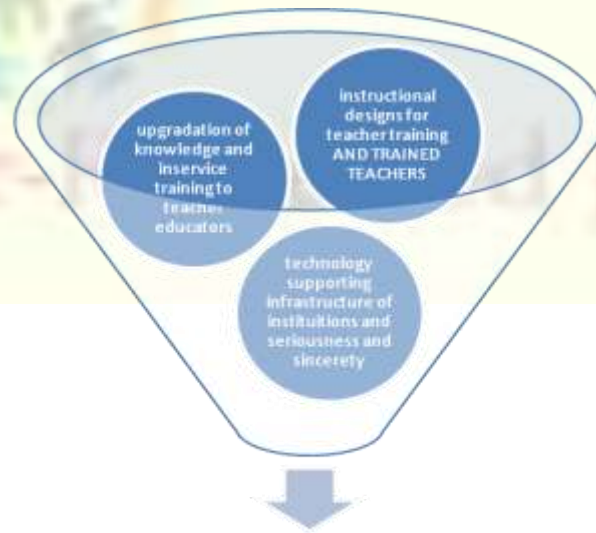 upgradation of
knowledge and
inservice
training to
teacher
educators
instructional
designs for
teacher training
AND TRAINED
TEACHERS
technology
supporting
infrastructure of
instituitions and
seriousness and
sincerety